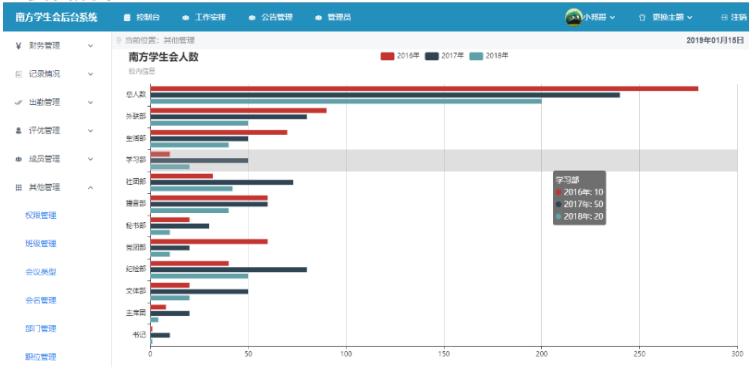 南方学生会后台系统 控制台 工作安排 公告管理 管理员 小邦哥 更换主题 注销
当前位置：其他管理 2019年01月15日
¥ 财务管理
记录情况
出勤管理
评优管理
成员管理
其他管理
权限管理
班级管理
会议类型
会名管理
部门管理
职位管理
南方学生会人数
校内信息
2016年 2017年 2018年
总人数
外联部
生活部
学习部
社团部
播音部
秘书部
党团部
纪检部
文体部
主席团
书记
学习部
2016年: 10
2017年: 50
2018年: 20
0 50 100 150 200 250 300